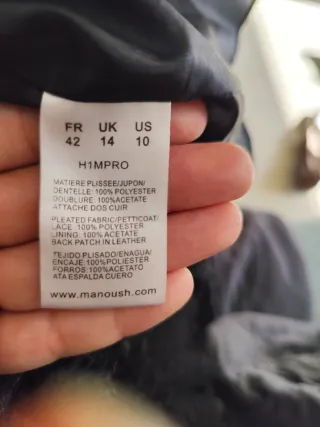 FR UK US
42 14 10
H1MPRO
MATIERE PLISSEE/JUPON/
DENTELLE: 100% POLYESTER
DOUBLURE: 100%ACETATE
ATTACHE DOS CUIR
PLEATED FABRIC/PETTICOAT/
LACE: 100% POLYESTER
LINING: 100% ACETATE
BACK PATCH IN LEATHER
TEJIDO PLISADO/ENAGUA/
ENCAJE:100%POLIESTER
FORROS:100%ACETATO
ATA ESPALDA CUERO
www.manoush.com